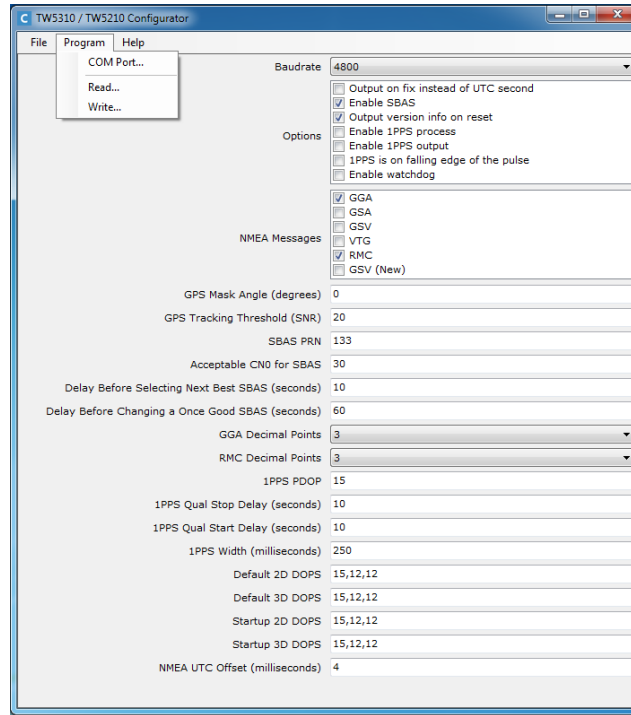 C TW5310 / TW5210 Configurator
File Program Help
COM Port...
Read...
Write...
Baudrate 4800
Options
Output on fix instead of UTC second
Enable SBAS
Output version info on reset
Enable 1PPS process
Enable 1PPS output
1PPS is on falling edge of the pulse
Enable watchdog
NMEA Messages
GGA
GSA
GSV
VTG
RMC
GSV (New)
GPS Mask Angle (degrees) 0
GPS Tracking Threshold (SNR) 20
SBAS PRN 133
Acceptable CN0 for SBAS 30
Delay Before Selecting Next Best SBAS (seconds) 10
Delay Before Changing a Once Good SBAS (seconds) 60
GGA Decimal Points 3
RMC Decimal Points 3
1PPS PDOP 15
1PPS Qual Stop Delay (seconds) 10
1PPS Qual Start Delay (seconds) 10
1PPS Width (milliseconds) 250
Default 2D DOPS 15,12,12
Default 3D DOPS 15,12,12
Startup 2D DOPS 15,12,12
Startup 3D DOPS 15,12,12
NMEA UTC Offset (milliseconds) 4